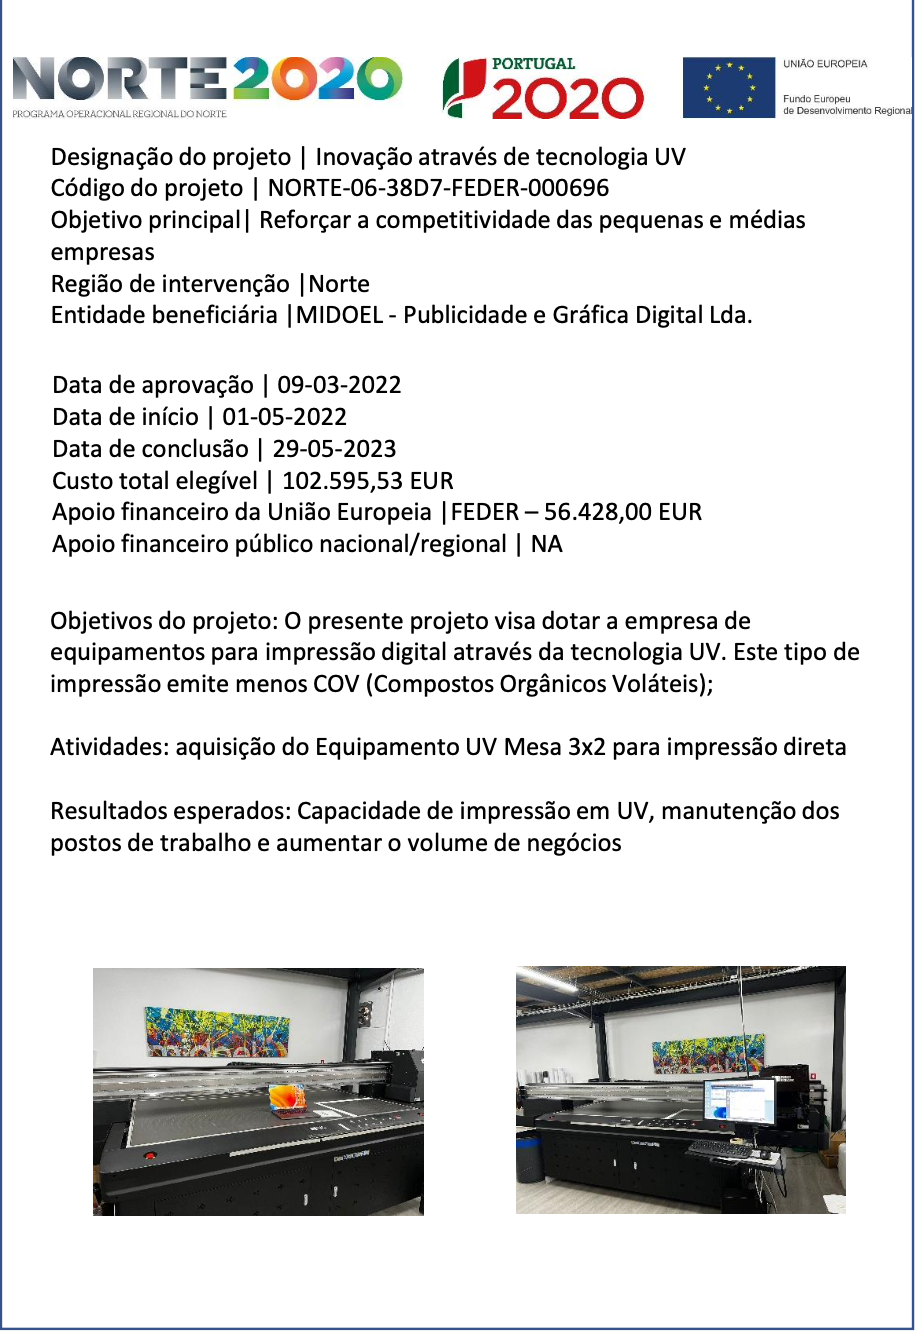 NORTE2020
PROGRAMA OPERACIONAL REGIONAL DO NORTE
PORTUGAL
2020
UNIÃO EUROPEIA
Fundo Europeu
de Desenvolvimento Regional
Designação do projeto | Inovação através de tecnologia UV
Código do projeto | NORTE-06-38D7-FEDER-000696
Objetivo principal| Reforçar a competitividade das pequenas e médias
empresas
Região de intervenção |Norte
Entidade beneficiária |MIDOEL - Publicidade e Gráfica Digital Lda.
Data de aprovação | 09-03-2022
Data de início | 01-05-2022
Data de conclusão | 29-05-2023
Custo total elegível | 102.595,53 EUR
Apoio financeiro da União Europeia |FEDER – 56.428,00 EUR
Apoio financeiro público nacional/regional | NA
Objetivos do projeto: O presente projeto visa dotar a empresa de
equipamentos para impressão digital através da tecnologia UV. Este tipo de
impressão emite menos COV (Compostos Orgânicos Voláteis);
Atividades: aquisição do Equipamento UV Mesa 3x2 para impressão direta
Resultados esperados: Capacidade de impressão em UV, manutenção dos
postos de trabalho e aumentar o volume de negócios